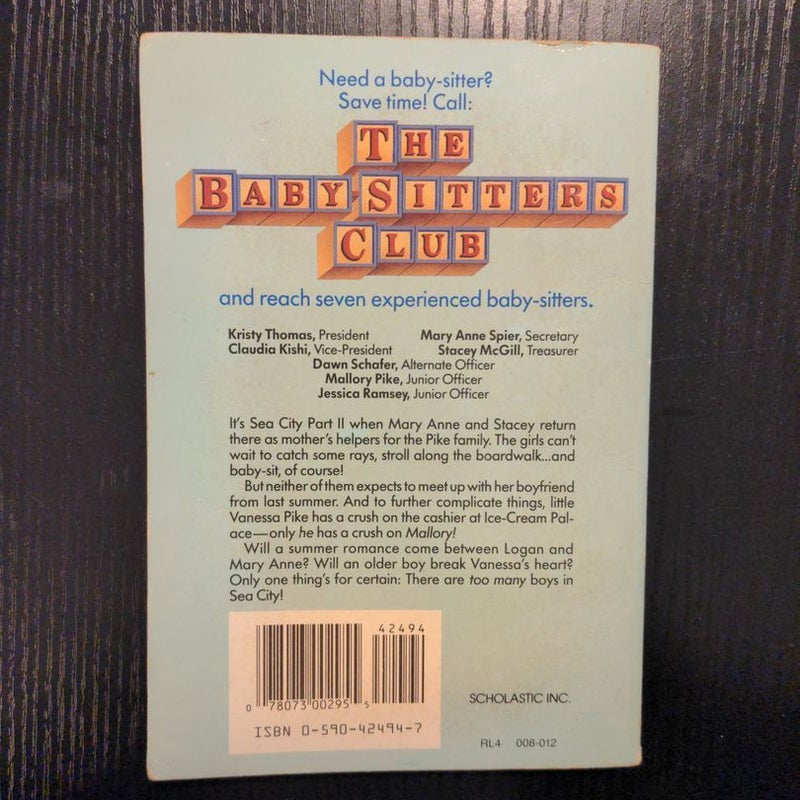 Need a baby-sitter?
Save time! Call:
THE
BABY-SITTERS
CLUB
and reach seven experienced baby-sitters.
Kristy Thomas, President Mary Anne Spier, Secretary
Claudia Kishi, Vice-President Stacey McGill, Treasurer
Dawn Schafer, Alternate Officer
Mallory Pike, Junior Officer
Jessica Ramsey, Junior Officer
It's Sea City Part II when Mary Anne and Stacey return
there as mother's helpers for the Pike family. The girls can't
wait to catch some rays, stroll along the boardwalk...and
baby-sit, of course!
But neither of them expects to meet up with her boyfriend
from last summer. And to further complicate things, little
Vanessa Pike has a crush on the cashier at Ice-Cream Pal-
ace—only he has a crush on Mallory!
Will a summer romance come between Logan and
Mary Anne? Will an older boy break Vanessa's heart?
Only one thing's for certain: There are too many boys in
Sea City!
42494
0 78073 00295 5
ISBN 0-590-42494-7
SCHOLASTIC INC.
RL4 008-012